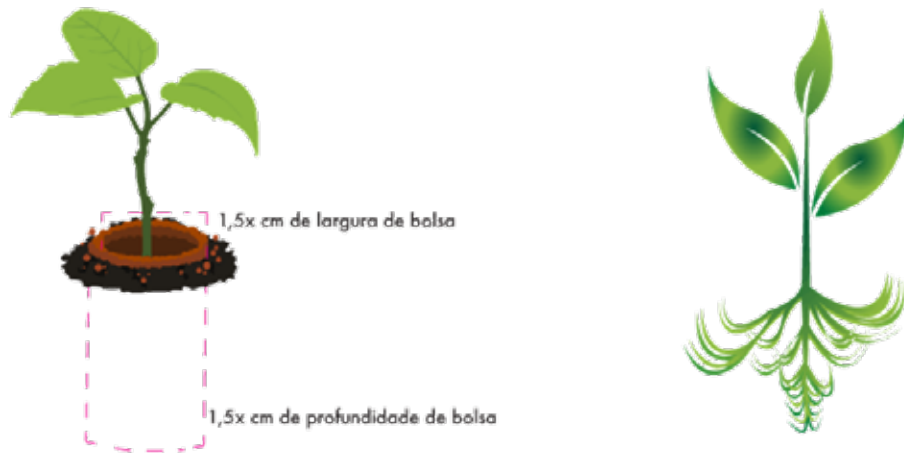 1,5x cm de largura de bolsa
1,5x cm de profundidade de bolsa